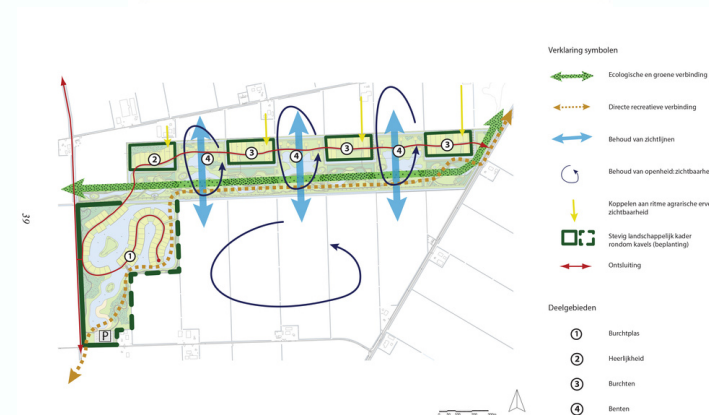 Verklaring symbolen
Ecologische en groene verbinding
Directe recreatieve verbinding
Behoud van zichtlijnen
Behoud van openheid: zichtbaarhe
Koppelen aan ritme agrarische erve
zichtbaarheid
Stevig landschappelijk kader
rondom kavels (beplanting)
Ontsluiting
Deelgebieden
1 Burchtplas
2 Heerlijkheid
3 Burchten
4 Benten
2
4
3
4
3
4
3
1
P
39